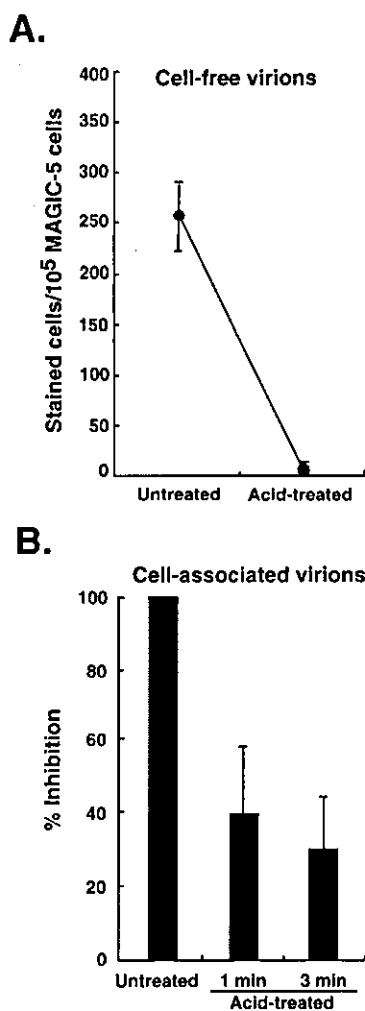 A.
Cell-free virions
Stained cells/10⁵ MAGIC-5 cells
400
350
300
250
200
150
100
50
0
Untreated Acid-treated
B.
Cell-associated virions
% Inhibition
100
80
60
40
20
0
Untreated 1 min 3 min
Acid-treated